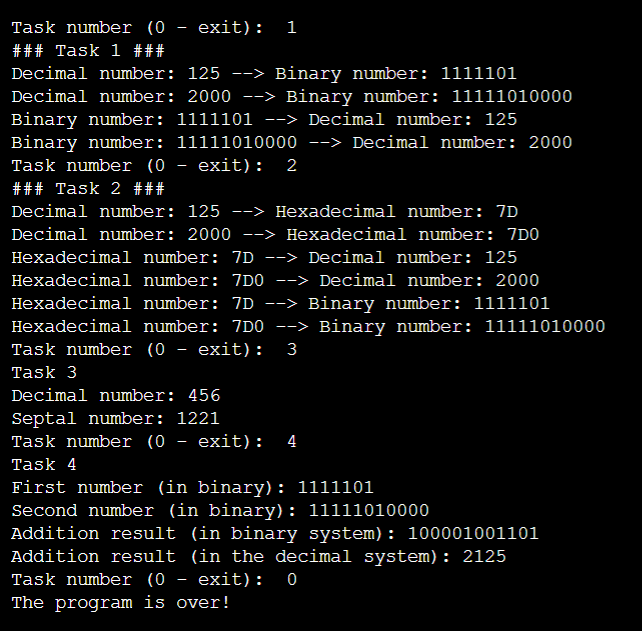 Task number (0 - exit):  1
### Task 1 ###
Decimal number: 125 --> Binary number: 1111101
Decimal number: 2000 --> Binary number: 11111010000
Binary number: 1111101 --> Decimal number: 125
Binary number: 11111010000 --> Decimal number: 2000
Task number (0 - exit):  2
### Task 2 ###
Decimal number: 125 --> Hexadecimal number: 7D
Decimal number: 2000 --> Hexadecimal number: 7D0
Hexadecimal number: 7D --> Decimal number: 125
Hexadecimal number: 7D0 --> Decimal number: 2000
Hexadecimal number: 7D --> Binary number: 1111101
Hexadecimal number: 7D0 --> Binary number: 11111010000
Task number (0 - exit):  3
Task 3
Decimal number: 456
Septal number: 1221
Task number (0 - exit):  4
Task 4
First number (in binary): 1111101
Second number (in binary): 11111010000
Addition result (in binary system): 100001001101
Addition result (in the decimal system): 2125
Task number (0 - exit):  0
The program is over!